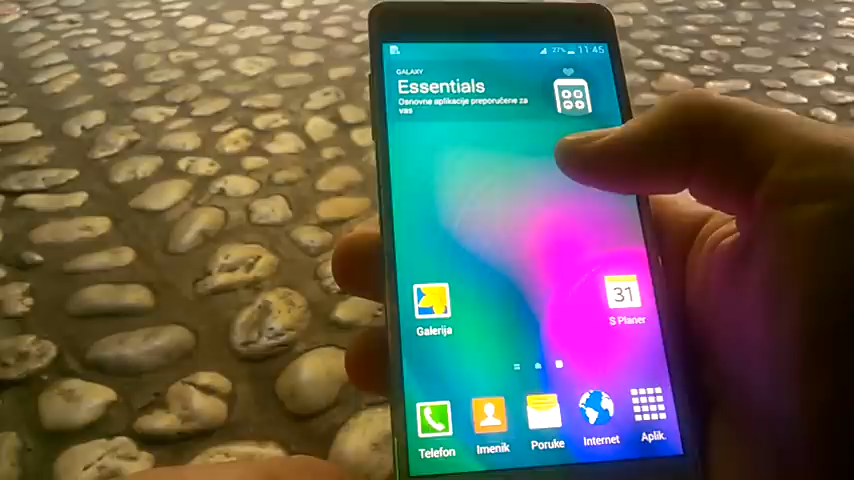 27% 11:45
GALAXY
Essentials
Osnovne aplikacije preporučene za
vas
31
Galerija
S Planer
Telefon
Imenik
Poruke
Internet
Aplik.